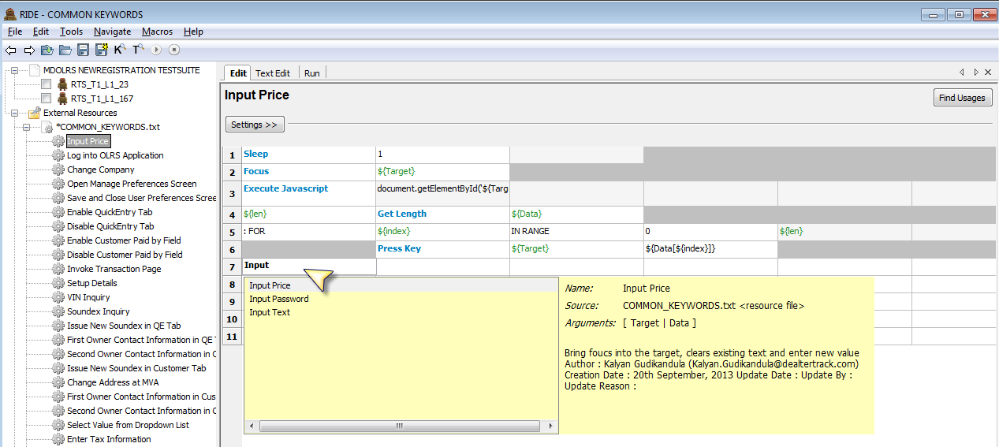 RIDE - COMMON KEYWORDS
File Edit Tools Navigate Macros Help
K T
MDOLRS NEWREGISTRATION TESTSUITE
RTS_T1_L1_23
RTS_T1_L1_167
External Resources
*COMMON_KEYWORDS.txt
Input Price
Log into OLRS Application
Change Company
Open Manage Preferences Screen
Save and Close User Preferences Scree
Enable QuickEntry Tab
Disable QuickEntry Tab
Enable Customer Paid by Field
Disable Customer Paid by Field
Invoke Transaction Page
Setup Details
VIN Inquiry
Soundex Inquiry
Issue New Soundex in QE Tab
First Owner Contact Information in QE T
Second Owner Contact Information in C
Issue New Soundex in Customer Tab
Change Address at MVA
First Owner Contact Information in Cus
Second Owner Contact Information in C
Select Value from Dropdown List
Enter Tax Information
Edit Text Edit Run
Input Price
Find Usages
Settings >>
1 Sleep 1
2 Focus ${Target}
3 Execute Javascript document.getElementById('${Targ
4 ${len} Get Length ${Data}
5 : FOR ${index} IN RANGE 0 ${len}
6 Press Key ${Target} ${Data[${index}]}
7 Input
8
9
10
11
Input Price
Input Password
Input Text
Name: Input Price
Source: COMMON_KEYWORDS.txt <resource file>
Arguments: [ Target | Data ]
Bring foucs into the target, clears existing text and enter new value
Author : Kalyan Gudikandula (Kalyan.Gudikandula@dealtertrack.com)
Creation Date : 20th September, 2013 Update Date : Update By :
Update Reason :